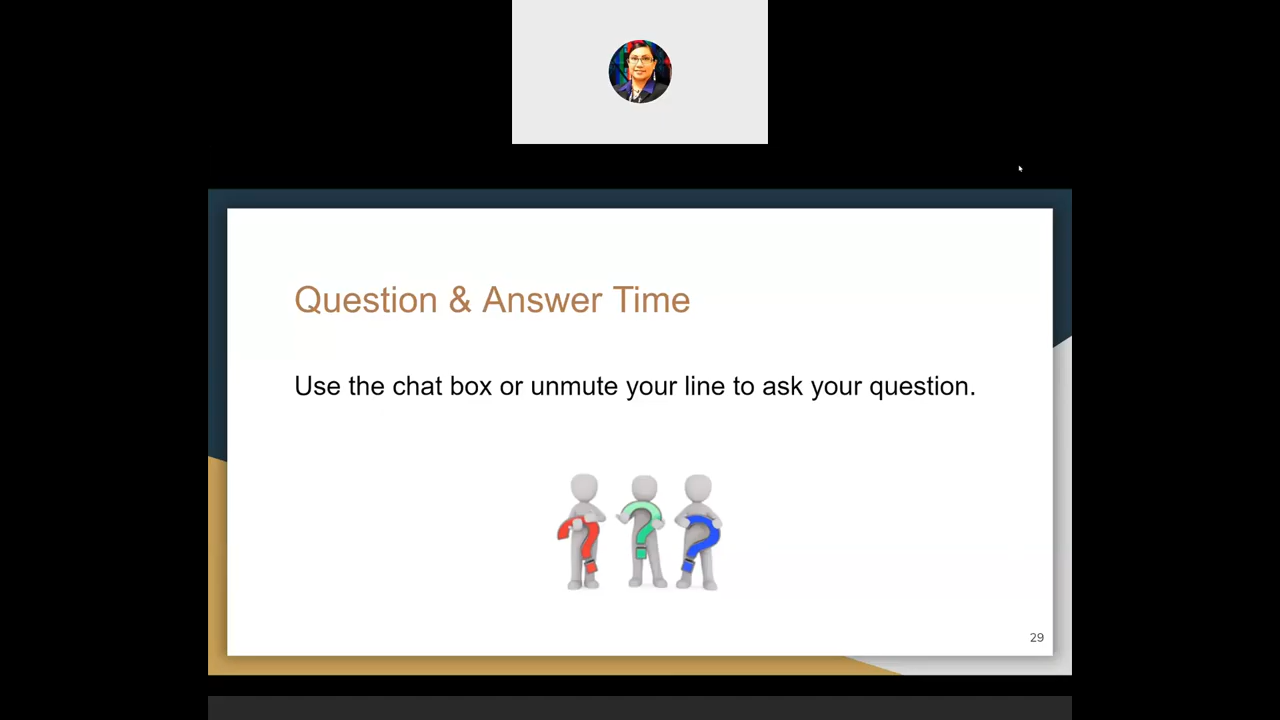 Question & Answer Time
Use the chat box or unmute your line to ask your question.
29